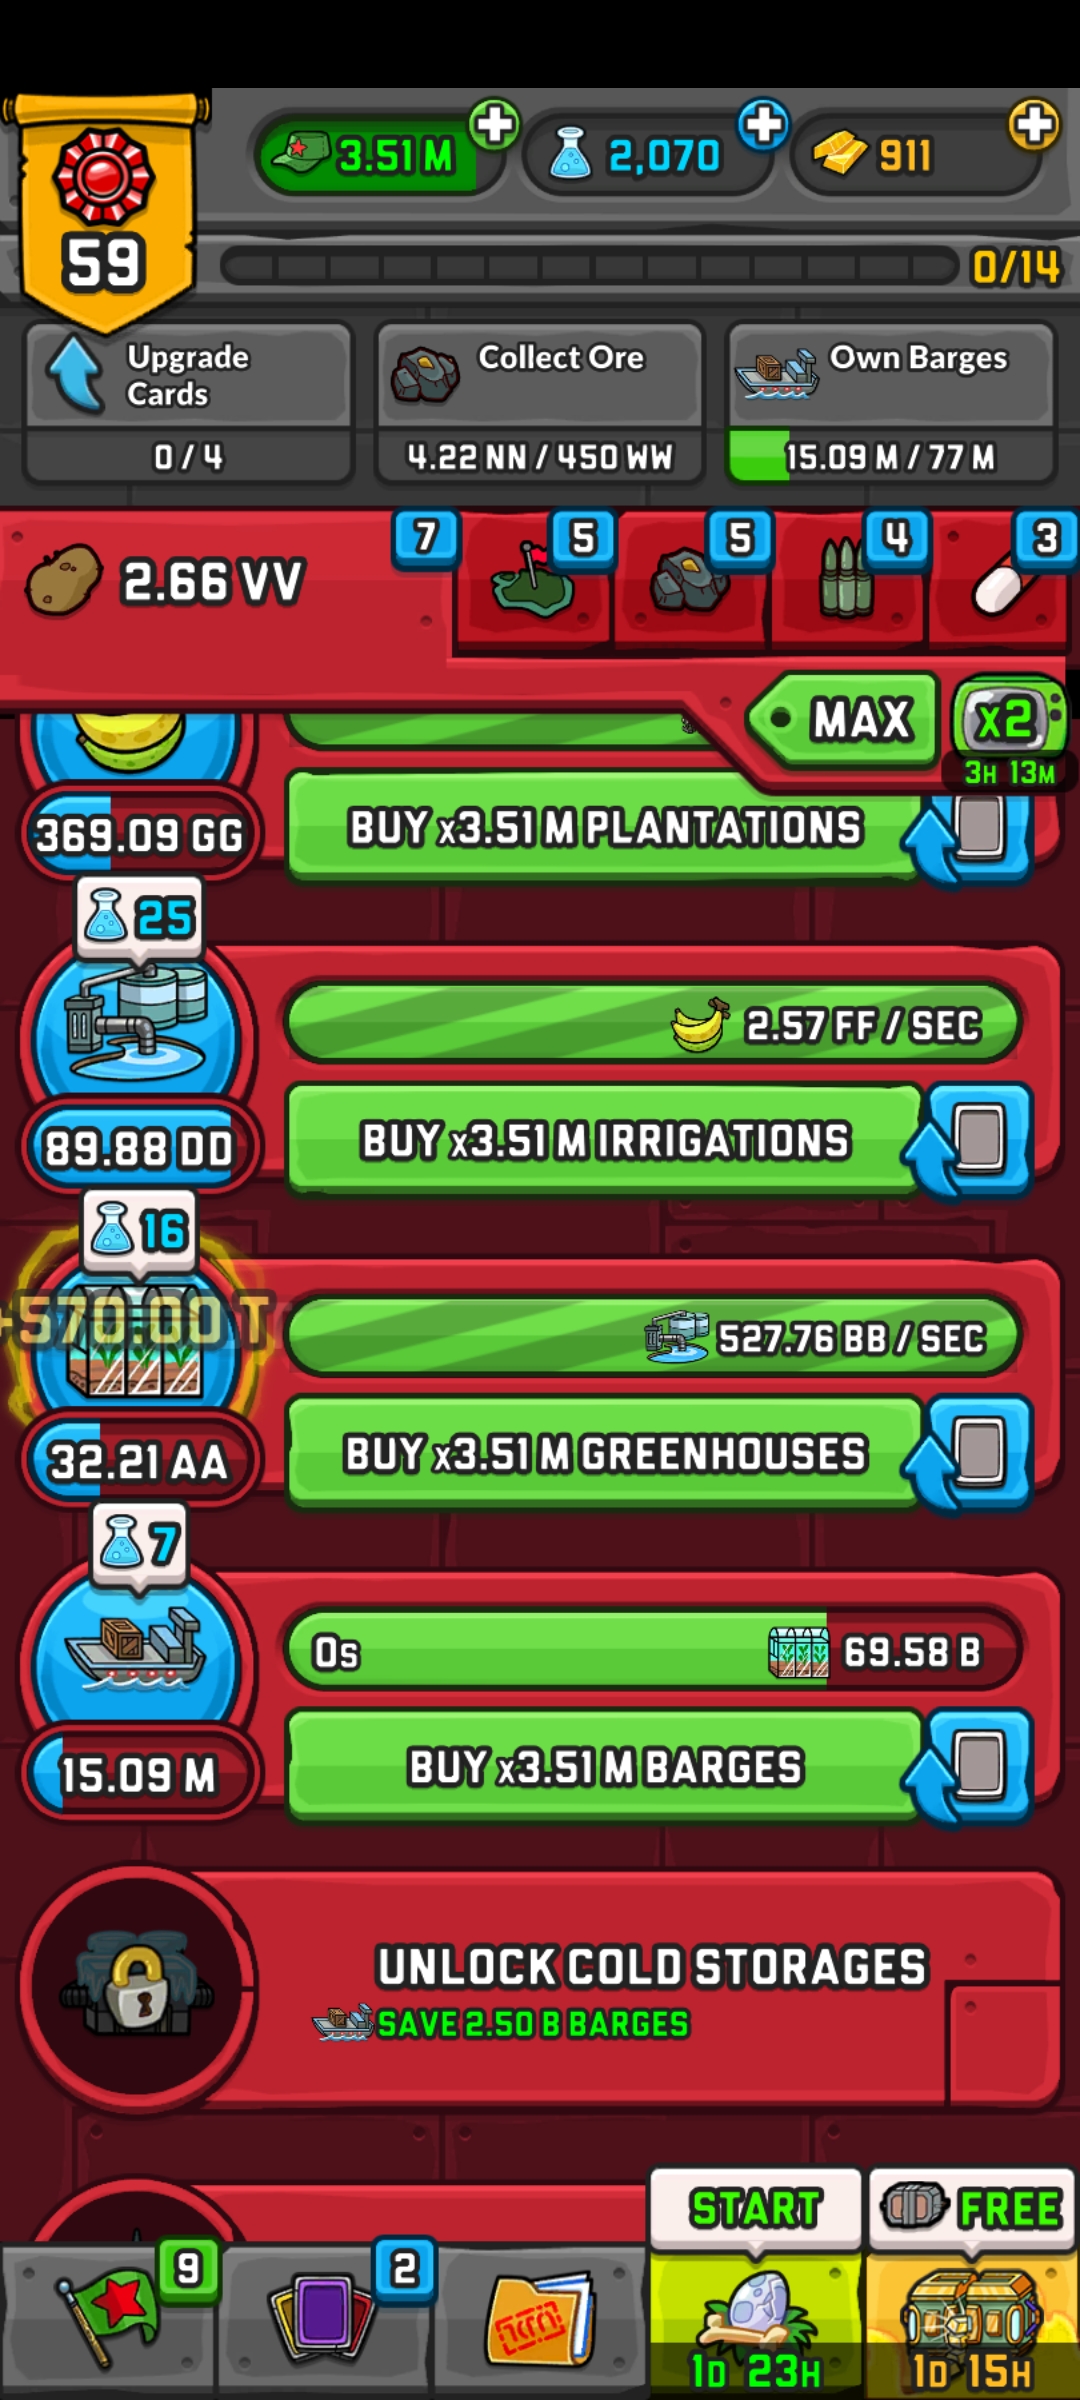 3.51 M
2,070
911
59
0/14
Upgrade Cards
0 / 4
Collect Ore
4.22 NN / 450 WW
Own Barges
15.09 M / 77 M
2.66 VV
7
5
5
4
3
MAX
x2
3H 13M
369.09 GG
BUY x3.51 M PLANTATIONS
25
2.57 FF / SEC
89.88 DD
BUY x3.51 M IRRIGATIONS
16
+570.00 T
527.76 BB / SEC
32.21 AA
BUY x3.51 M GREENHOUSES
7
0s
69.58 B
15.09 M
BUY x3.51 M BARGES
UNLOCK COLD STORAGES
SAVE 2.50 B BARGES
START
FREE
9
2
1D 23H
1D 15H